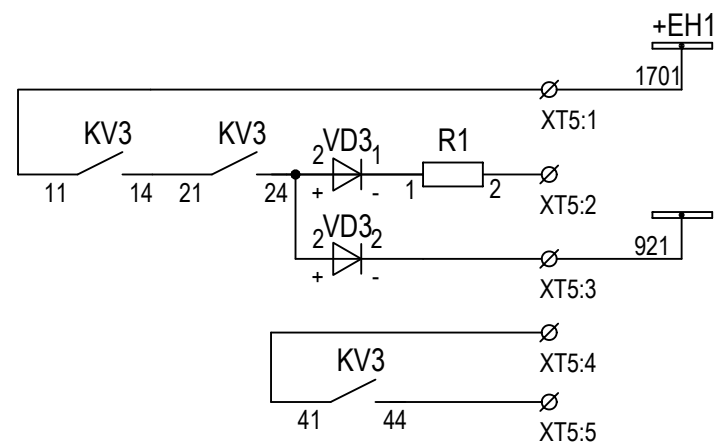 +EH1
1701
XT5:1
KV3 KV3 2 VD3 1 R1
11 14 21 24 + - 1 2
XT5:2
2 VD3 2
921
+ -
XT5:3
KV3
XT5:4
41 44
XT5:5